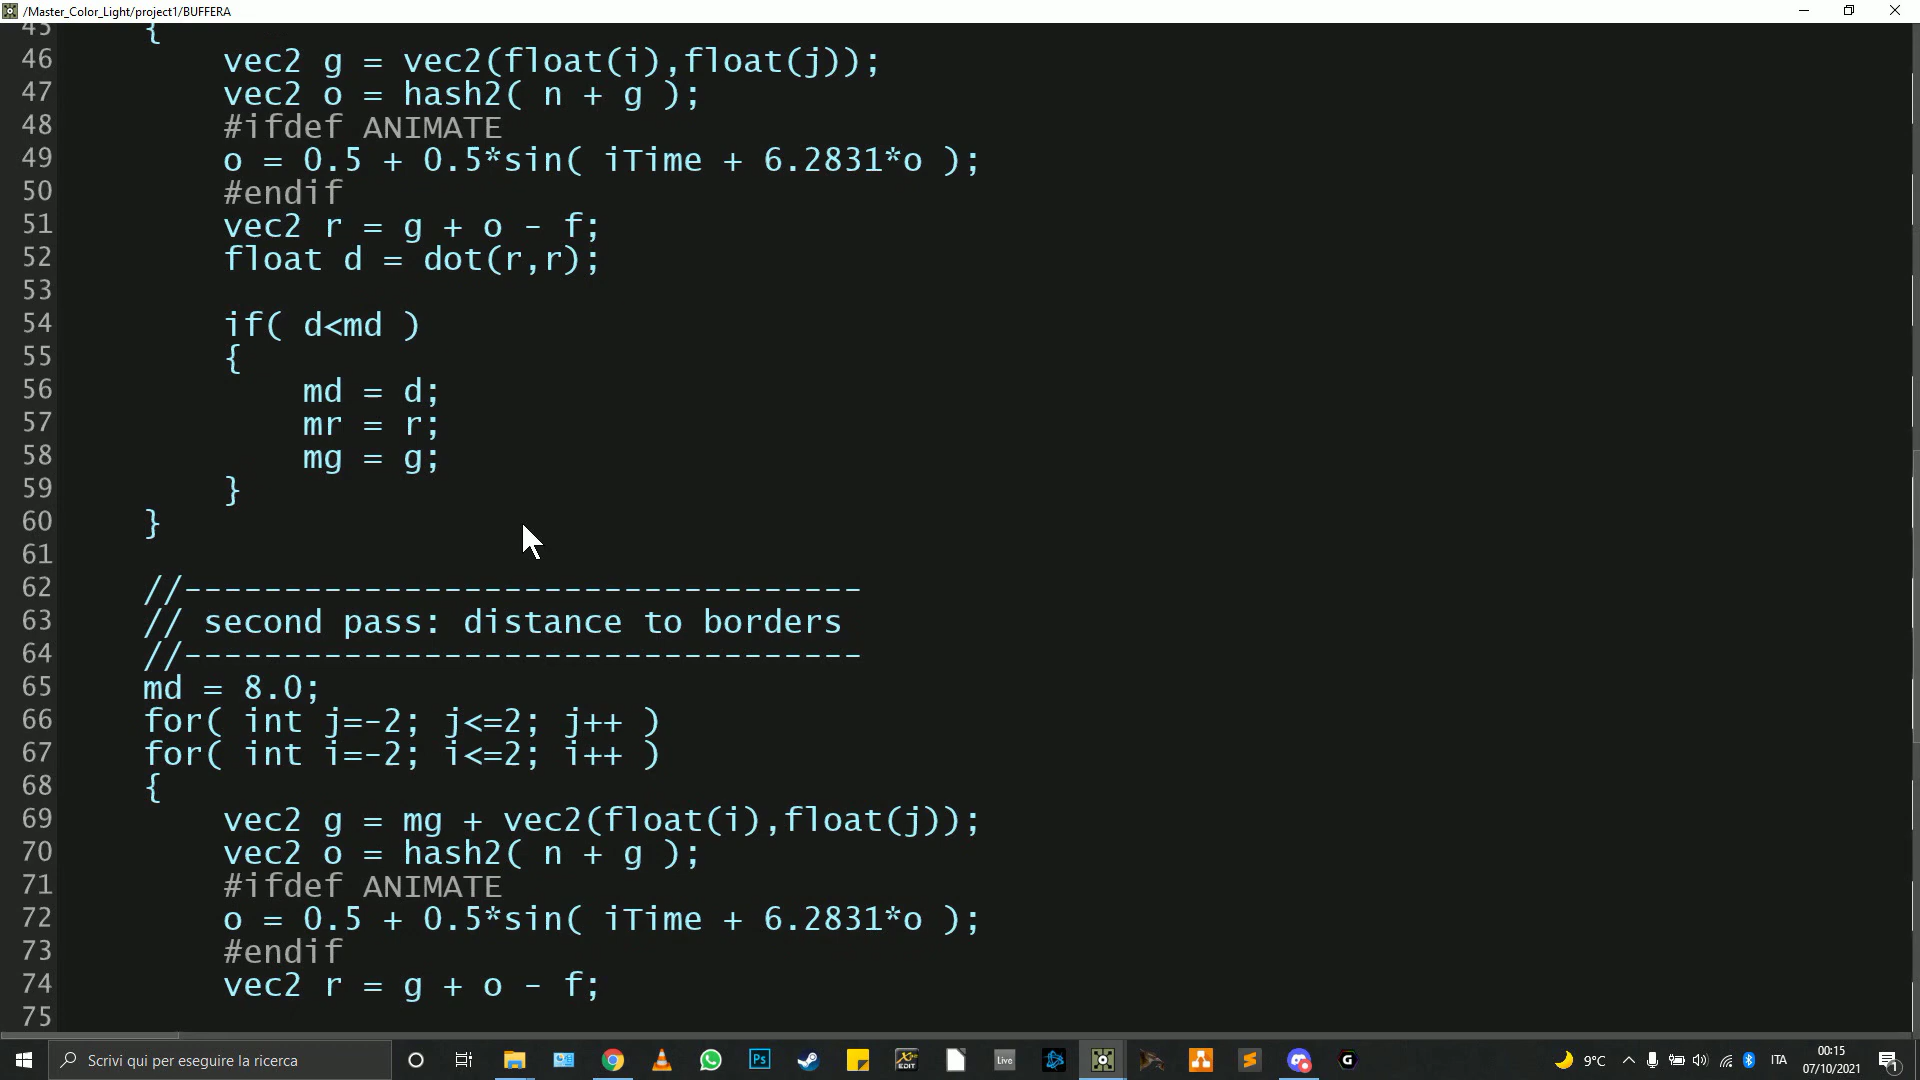 /Master_Color_Light/project1/BUFFERA
45 {
46 vec2 g = vec2(float(i),float(j));
47 vec2 o = hash2( n + g );
48 #ifdef ANIMATE
49 o = 0.5 + 0.5*sin( iTime + 6.2831*o );
50 #endif
51 vec2 r = g + o - f;
52 float d = dot(r,r);
53
54 if( d<md )
55 {
56 md = d;
57 mr = r;
58 mg = g;
59 }
60 }
61
62 //----------------------------------
63 // second pass: distance to borders
64 //----------------------------------
65 md = 8.0;
66 for( int j=-2; j<=2; j++ )
67 for( int i=-2; i<=2; i++ )
68 {
69 vec2 g = mg + vec2(float(i),float(j));
70 vec2 o = hash2( n + g );
71 #ifdef ANIMATE
72 o = 0.5 + 0.5*sin( iTime + 6.2831*o );
73 #endif
74 vec2 r = g + o - f;
75
Scrivi qui per eseguire la ricerca
Ps
EDIT
Live
G
9°C
ITA
00:15
07/10/2021
1